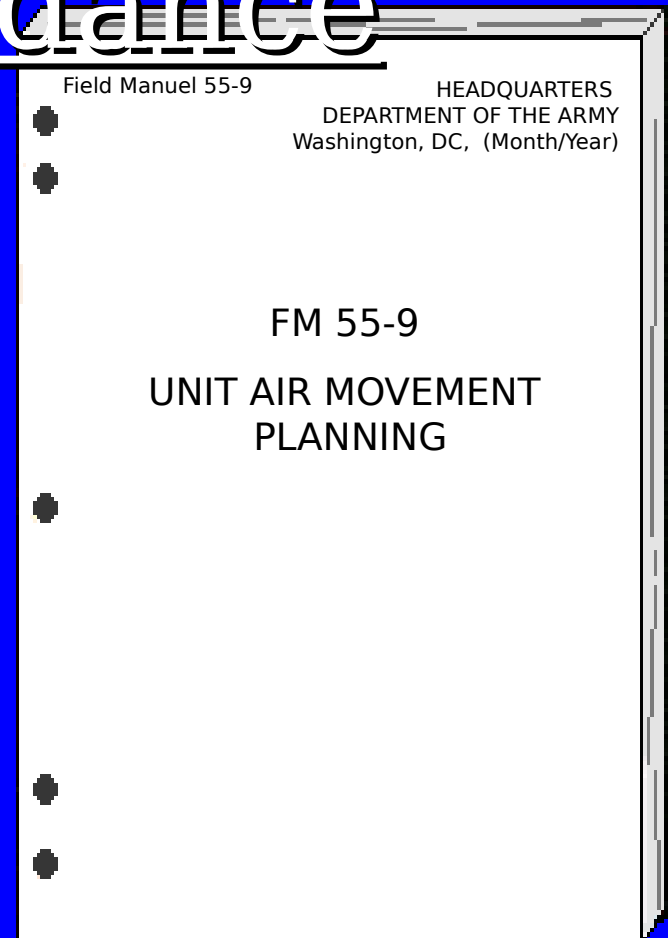 dance
Field Manuel 55-9
HEADQUARTERS
DEPARTMENT OF THE ARMY
Washington, DC, (Month/Year)
FM 55-9
UNIT AIR MOVEMENT
PLANNING